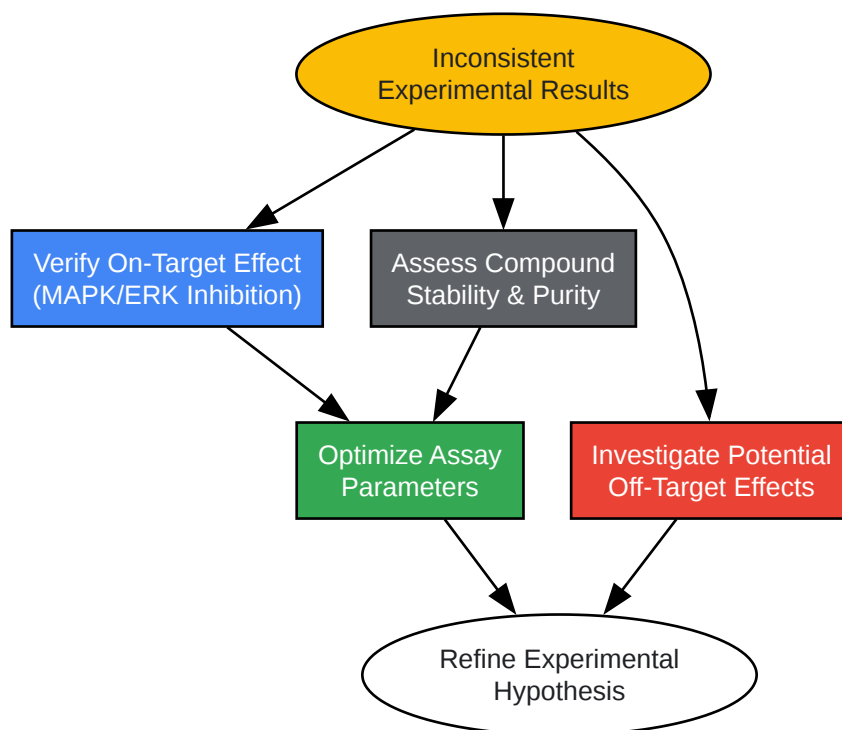 Inconsistent
Experimental Results
Verify On-Target Effect
(MAPK/ERK Inhibition)
Assess Compound
Stability & Purity
Optimize Assay
Parameters
Investigate Potential
Off-Target Effects
Refine Experimental
Hypothesis